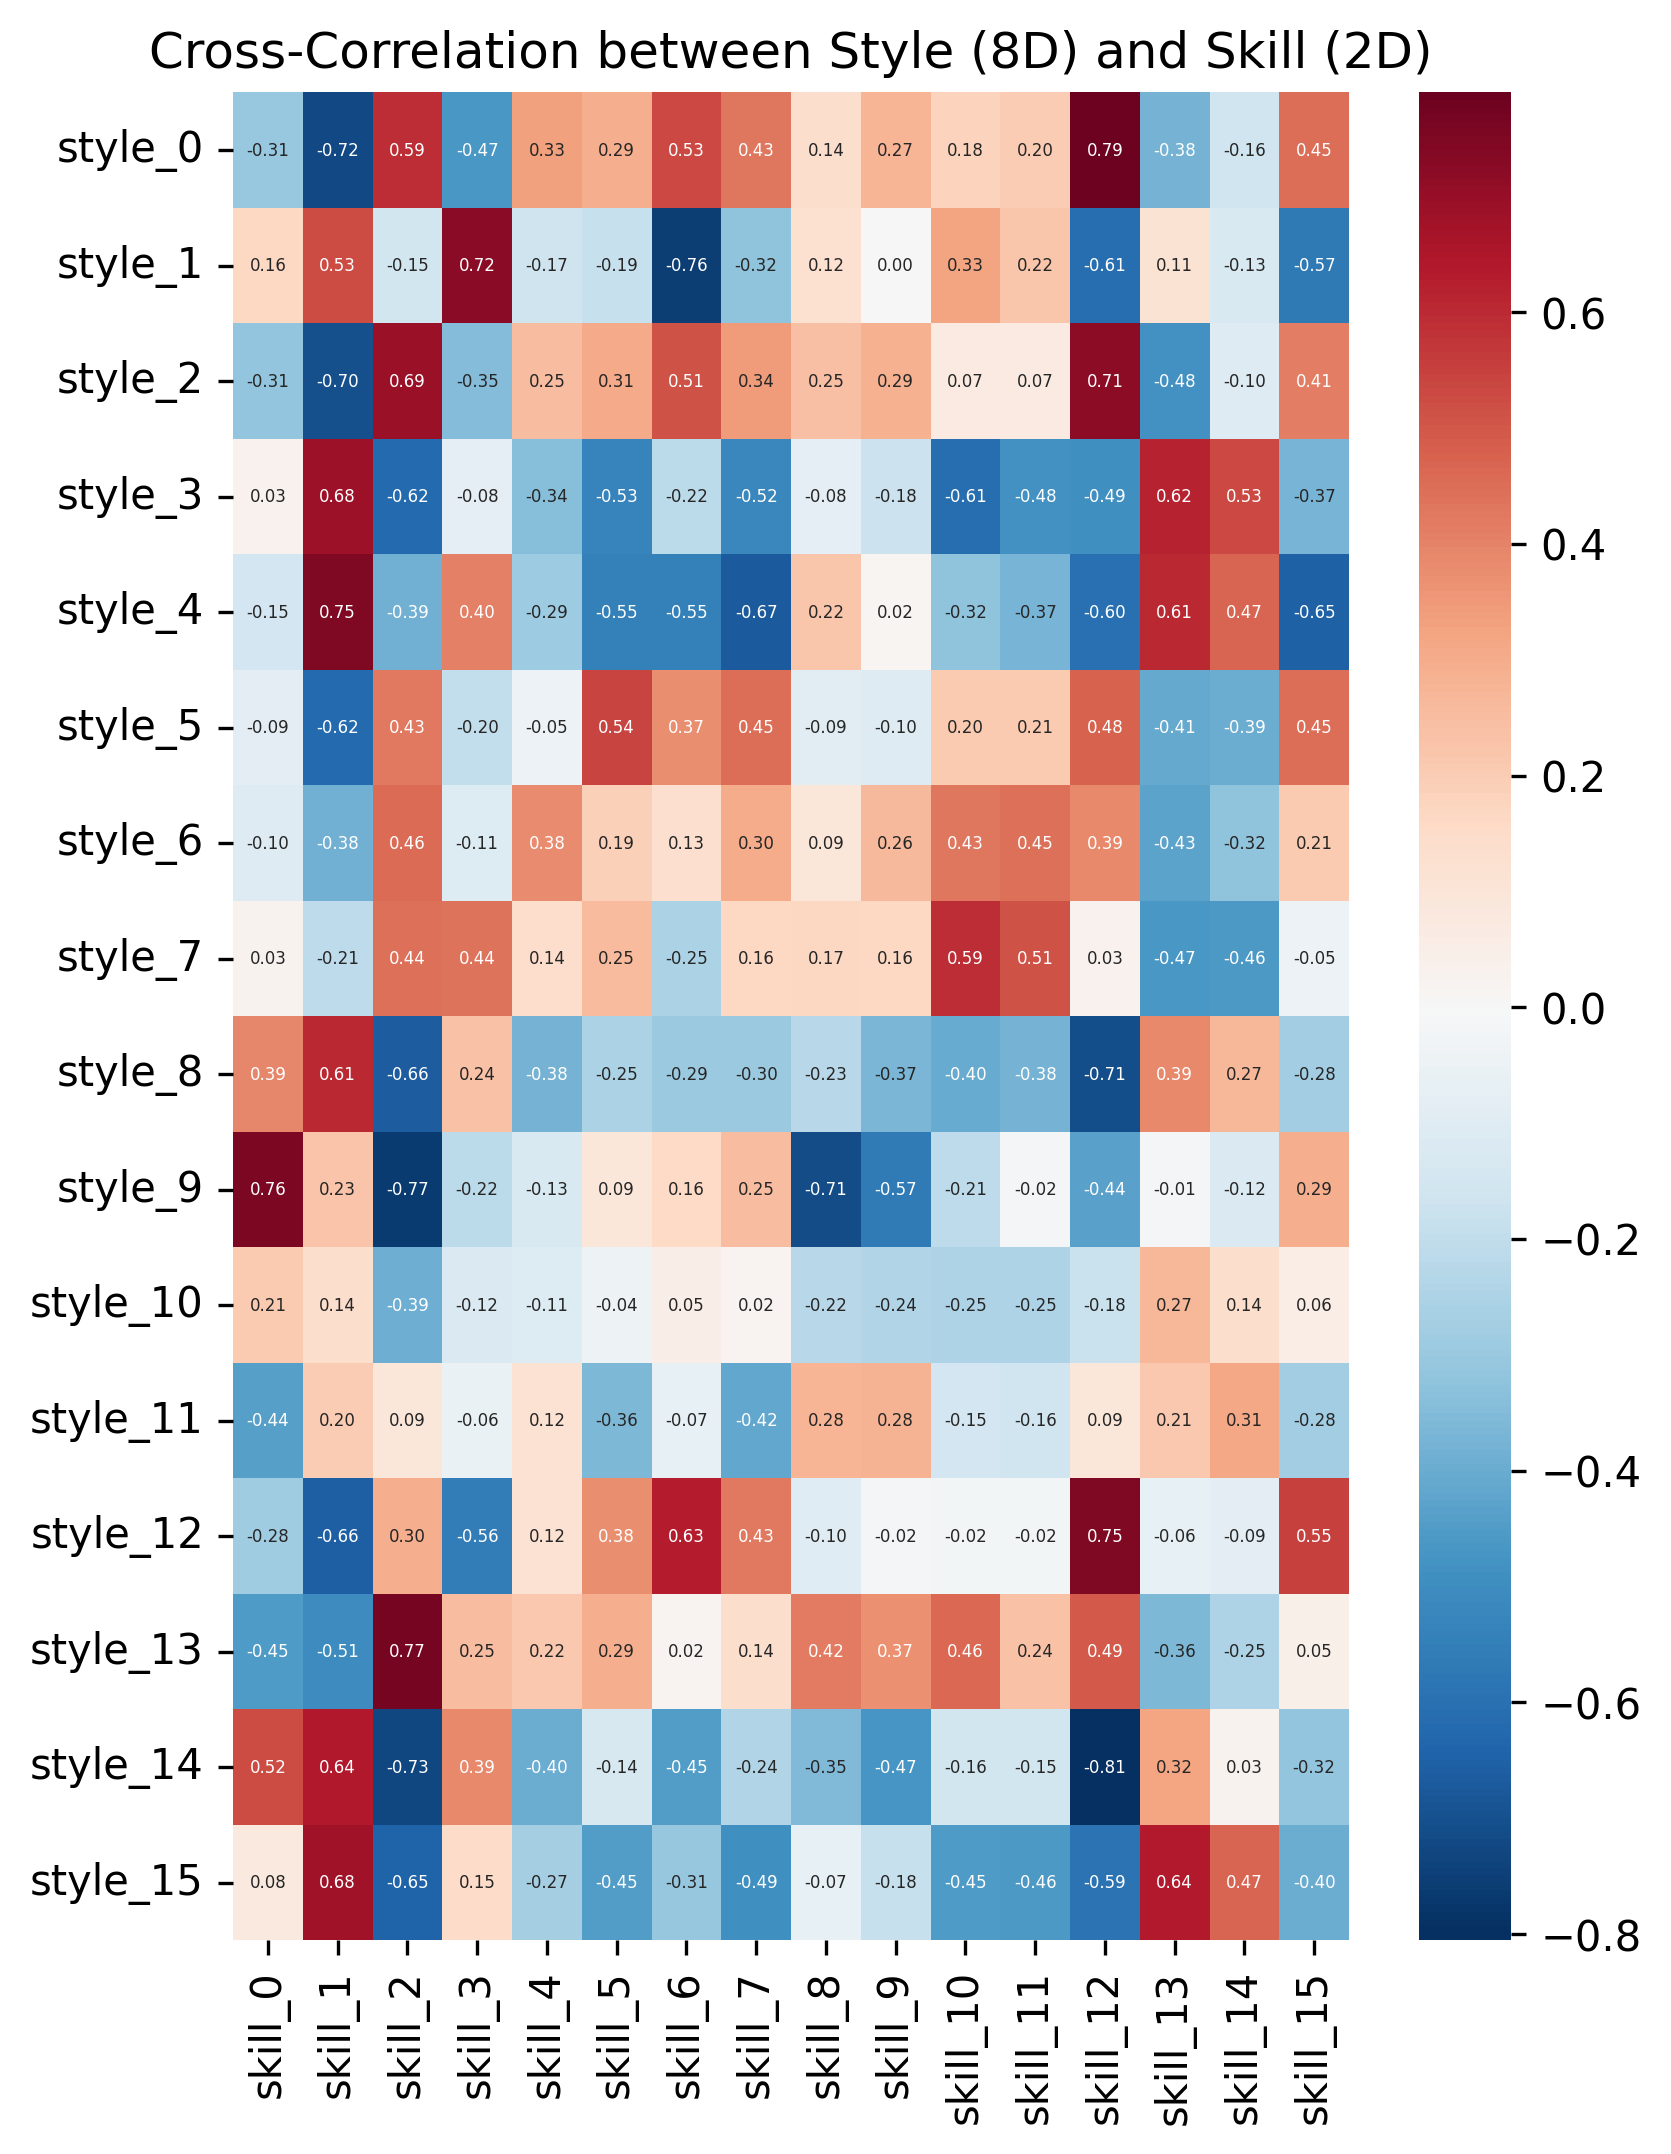 Cross-Correlation between Style (8D) and Skill (2D)
style_0 -0.31 -0.72 0.59 -0.47 0.33 0.29 0.53 0.43 0.14 0.27 0.18 0.20 0.79 -0.38 -0.16 0.45
style_1 0.16 0.53 -0.15 0.72 -0.17 -0.19 -0.76 -0.32 0.12 0.00 0.33 0.22 -0.61 0.11 -0.13 -0.57
style_2 -0.31 -0.70 0.69 -0.35 0.25 0.31 0.51 0.34 0.25 0.29 0.07 0.07 0.71 -0.48 -0.10 0.41
style_3 0.03 0.68 -0.62 -0.08 -0.34 -0.53 -0.22 -0.52 -0.08 -0.18 -0.61 -0.48 -0.49 0.62 0.53 -0.37
style_4 -0.15 0.75 -0.39 0.40 -0.29 -0.55 -0.55 -0.67 0.22 0.02 -0.32 -0.37 -0.60 0.61 0.47 -0.65
style_5 -0.09 -0.62 0.43 -0.20 -0.05 0.54 0.37 0.45 -0.09 -0.10 0.20 0.21 0.48 -0.41 -0.39 0.45
style_6 -0.10 -0.38 0.46 -0.11 0.38 0.19 0.13 0.30 0.09 0.26 0.43 0.45 0.39 -0.43 -0.32 0.21
style_7 0.03 -0.21 0.44 0.44 0.14 0.25 -0.25 0.16 0.17 0.16 0.59 0.51 0.03 -0.47 -0.46 -0.05
style_8 0.39 0.61 -0.66 0.24 -0.38 -0.25 -0.29 -0.30 -0.23 -0.37 -0.40 -0.38 -0.71 0.39 0.27 -0.28
style_9 0.76 0.23 -0.77 -0.22 -0.13 0.09 0.16 0.25 -0.71 -0.57 -0.21 -0.02 -0.44 -0.01 -0.12 0.29
style_10 0.21 0.14 -0.39 -0.12 -0.11 -0.04 0.05 0.02 -0.22 -0.24 -0.25 -0.25 -0.18 0.27 0.14 0.06
style_11 -0.44 0.20 0.09 -0.06 0.12 -0.36 -0.07 -0.42 0.28 0.28 -0.15 -0.16 0.09 0.21 0.31 -0.28
style_12 -0.28 -0.66 0.30 -0.56 0.12 0.38 0.63 0.43 -0.10 -0.02 -0.02 -0.02 0.75 -0.06 -0.09 0.55
style_13 -0.45 -0.51 0.77 0.25 0.22 0.29 0.02 0.14 0.42 0.37 0.46 0.24 0.49 -0.36 -0.25 0.05
style_14 0.52 0.64 -0.73 0.39 -0.40 -0.14 -0.45 -0.24 -0.35 -0.47 -0.16 -0.15 -0.81 0.32 0.03 -0.32
style_15 0.08 0.68 -0.65 0.15 -0.27 -0.45 -0.31 -0.49 -0.07 -0.18 -0.45 -0.46 -0.59 0.64 0.47 -0.40
skill_0 skill_1 skill_2 skill_3 skill_4 skill_5 skill_6 skill_7 skill_8 skill_9 skill_10 skill_11 skill_12 skill_13 skill_14 skill_15
0.6
0.4
0.2
0.0
−0.2
−0.4
−0.6
−0.8